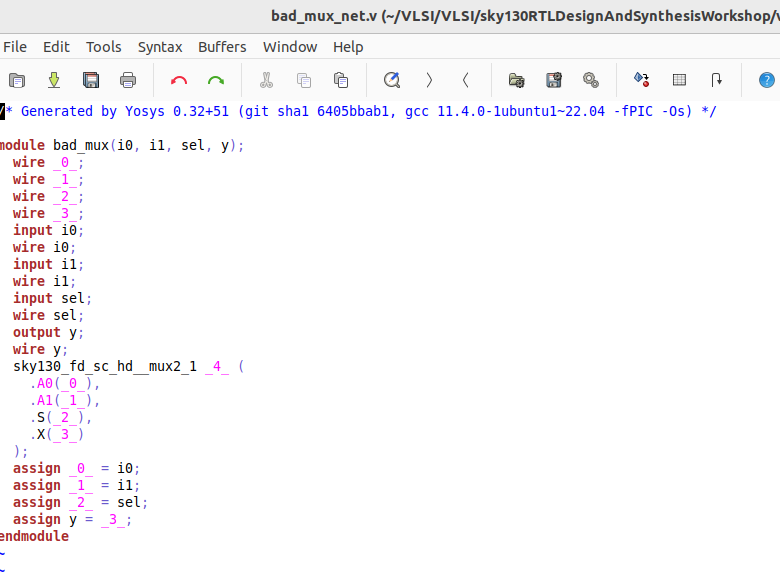 bad_mux_net.v (~/VLSI/VLSI/sky130RTLDesignAndSynthesisWorkshop/v
File Edit Tools Syntax Buffers Window Help
/* Generated by Yosys 0.32+51 (git sha1 6405bbab1, gcc 11.4.0-1ubuntu1~22.04 -fPIC -Os) */
module bad_mux(i0, i1, sel, y);
wire _0_;
wire _1_;
wire _2_;
wire _3_;
input i0;
wire i0;
input i1;
wire i1;
input sel;
wire sel;
output y;
wire y;
sky130_fd_sc_hd__mux2_1 _4_ (
.A0(_0_),
.A1(_1_),
.S(_2_),
.X(_3_)
);
assign _0_ = i0;
assign _1_ = i1;
assign _2_ = sel;
assign y = _3_;
endmodule
~
~